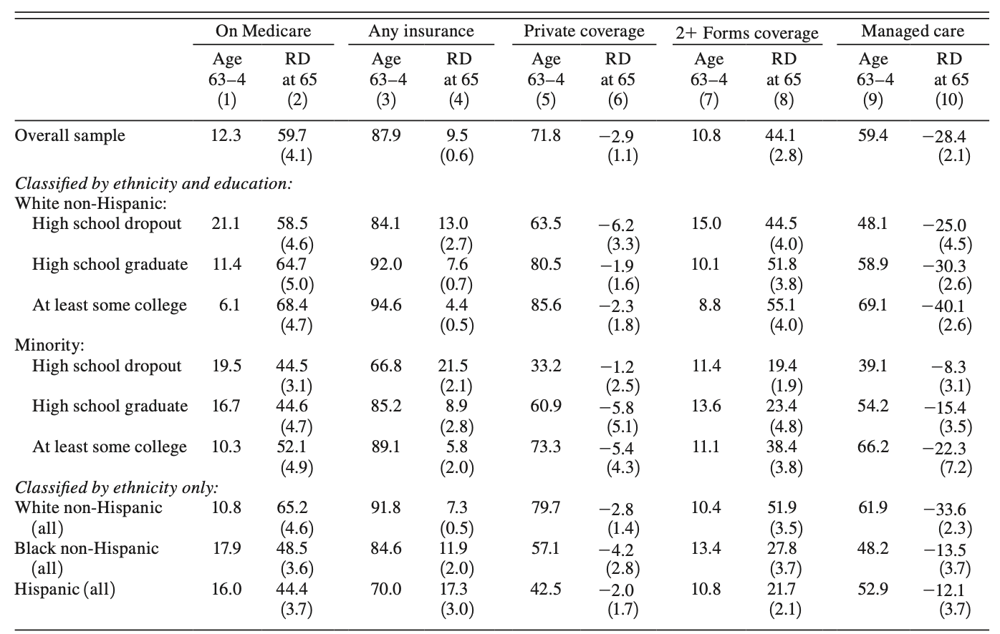 On Medicare Any insurance Private coverage 2+ Forms coverage Managed care
Age RD Age RD Age RD Age RD Age RD
63–4 at 65 63–4 at 65 63–4 at 65 63–4 at 65 63–4 at 65
(1) (2) (3) (4) (5) (6) (7) (8) (9) (10)
Overall sample 12.3 59.7 87.9 9.5 71.8 −2.9 10.8 44.1 59.4 −28.4
(4.1) (0.6) (1.1) (2.8) (2.1)
Classified by ethnicity and education:
White non-Hispanic:
High school dropout 21.1 58.5 84.1 13.0 63.5 −6.2 15.0 44.5 48.1 −25.0
(4.6) (2.7) (3.3) (4.0) (4.5)
High school graduate 11.4 64.7 92.0 7.6 80.5 −1.9 10.1 51.8 58.9 −30.3
(5.0) (0.7) (1.6) (3.8) (2.6)
At least some college 6.1 68.4 94.6 4.4 85.6 −2.3 8.8 55.1 69.1 −40.1
(4.7) (0.5) (1.8) (4.0) (2.6)
Minority:
High school dropout 19.5 44.5 66.8 21.5 33.2 −1.2 11.4 19.4 39.1 −8.3
(3.1) (2.1) (2.5) (1.9) (3.1)
High school graduate 16.7 44.6 85.2 8.9 60.9 −5.8 13.6 23.4 54.2 −15.4
(4.7) (2.8) (5.1) (4.8) (3.5)
At least some college 10.3 52.1 89.1 5.8 73.3 −5.4 11.1 38.4 66.2 −22.3
(4.9) (2.0) (4.3) (3.8) (7.2)
Classified by ethnicity only:
White non-Hispanic 10.8 65.2 91.8 7.3 79.7 −2.8 10.4 51.9 61.9 −33.6
(all) (4.6) (0.5) (1.4) (3.5) (2.3)
Black non-Hispanic 17.9 48.5 84.6 11.9 57.1 −4.2 13.4 27.8 48.2 −13.5
(all) (3.6) (2.0) (2.8) (3.7) (3.7)
Hispanic (all) 16.0 44.4 70.0 17.3 42.5 −2.0 10.8 21.7 52.9 −12.1
(3.7) (3.0) (1.7) (2.1) (3.7)